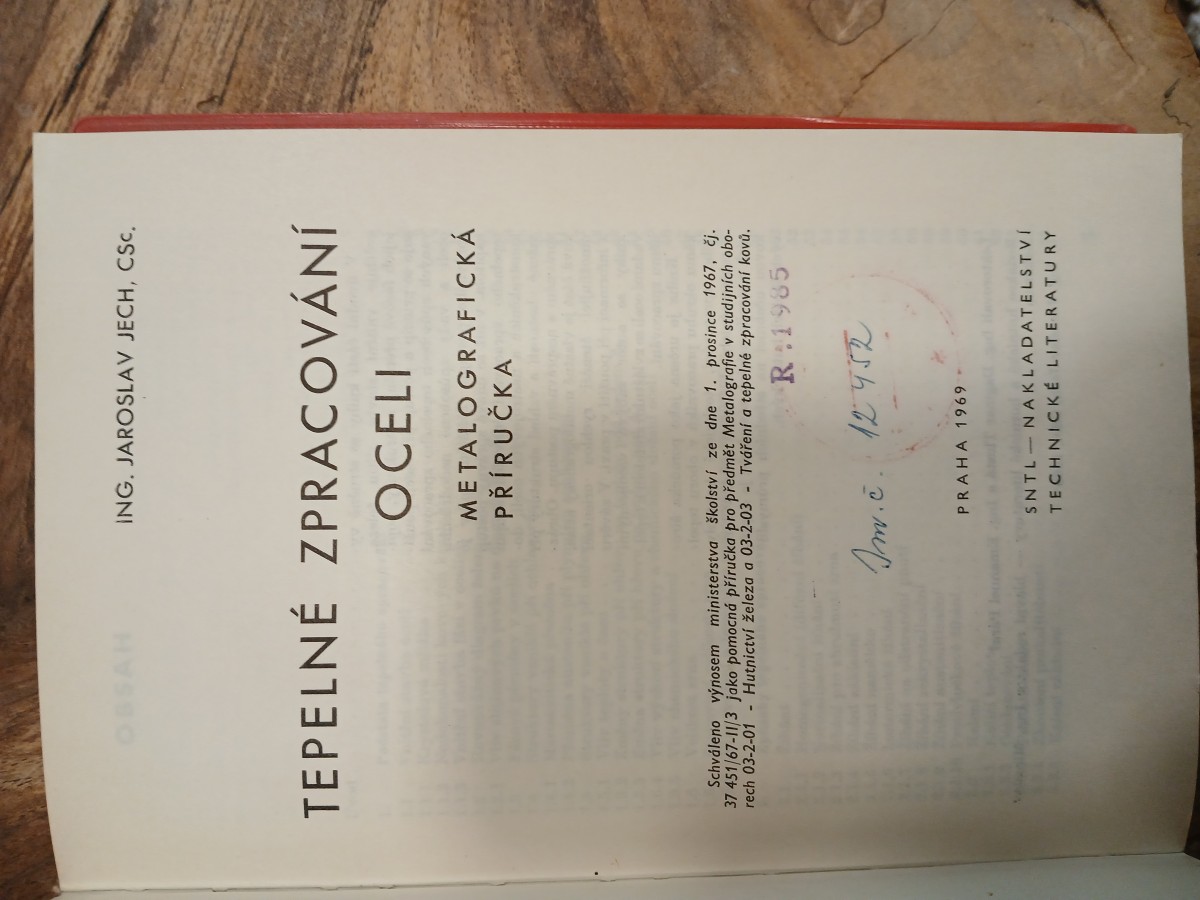 ING. JAROSLAV JECH, CSc.
TEPELNÉ ZPRACOVÁNÍ
OCELI
METALOGRAFICKÁ
PŘÍRUČKA
Schváleno výnosem ministerstva školství ze dne 1. prosince 1967, čj.
37 451/67-II/3 jako pomocná příručka pro předmět Metalografie v studijních obo-
rech 03-2-01 - Hutnictví železa a 03-2-03 - Tváření a tepelné zpracování kovů.
R.1985
Inv.č. 12452
PRAHA 1969
SNTL — NAKLADATELSTVÍ
TECHNICKÉ LITERATURY
OBSAH